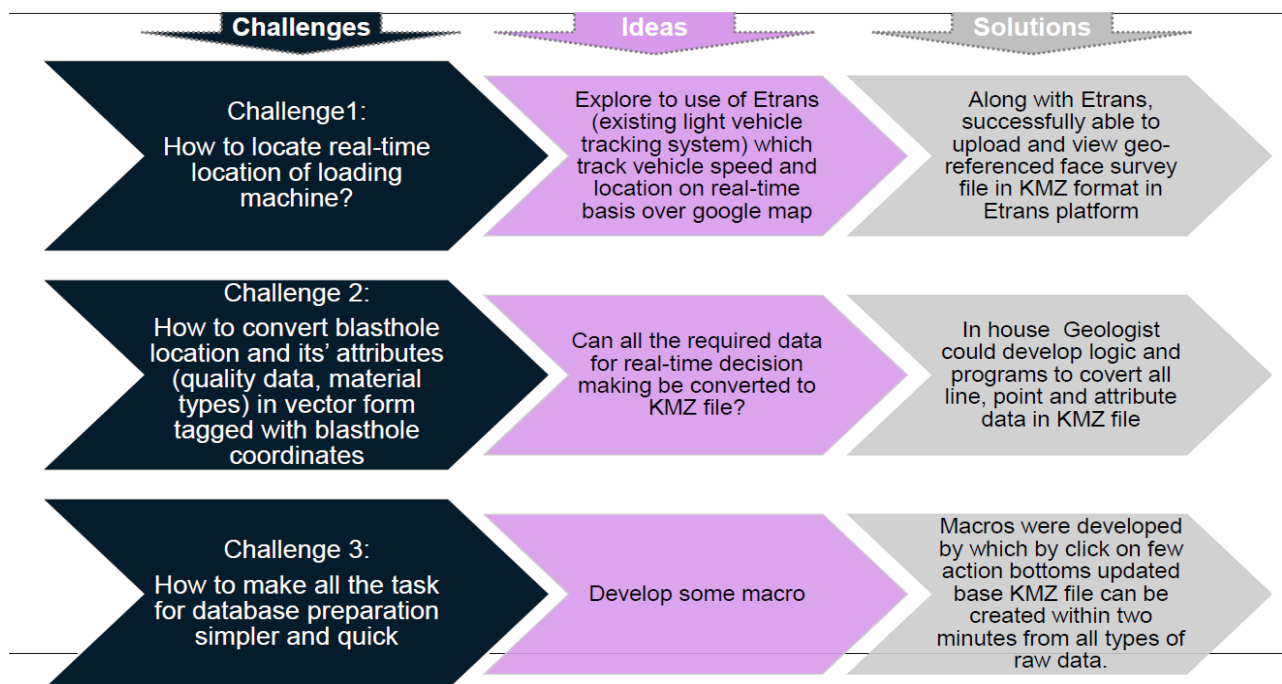 Challenges
Ideas
Solutions
Challenge1:
How to locate real-time
location of loading
machine?
Explore to use of Etrans
(existing light vehicle
tracking system) which
track vehicle speed and
location on real-time
basis over google map
Along with Etrans,
successfully able to
upload and view geo-
referenced face survey
file in KMZ format in
Etrans platform
Challenge 2:
How to convert blasthole
location and its' attributes
(quality data, material
types) in vector form
tagged with blasthole
coordinates
Can all the required data
for real-time decision
making be converted to
KMZ file?
In house Geologist
could develop logic and
programs to covert all
line, point and attribute
data in KMZ file
Challenge 3:
How to make all the task
for database preparation
simpler and quick
Develop some macro
Macros were developed
by which by click on few
action bottoms updated
base KMZ file can be
created within two
minutes from all types of
raw data.